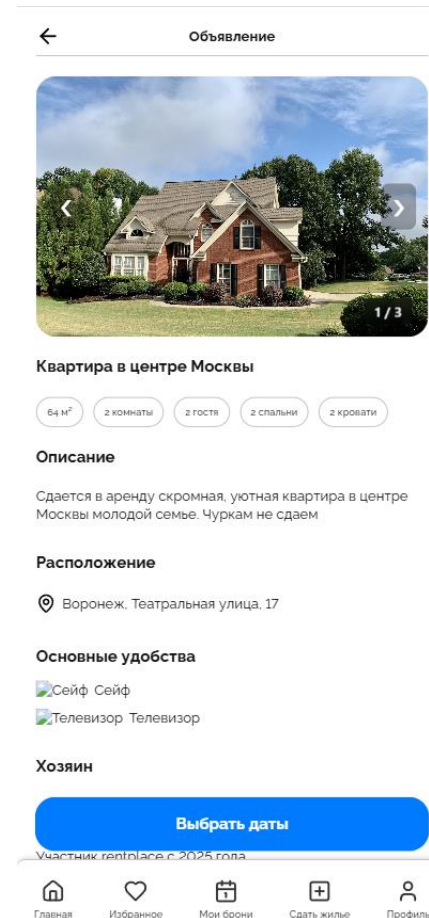 Объявление
1 / 3
Квартира в центре Москвы
64 м²
2 комнаты
2 гостя
2 спальни
2 кровати
Описание
Сдается в аренду скромная, уютная квартира в центре
Москвы молодой семье. Чуркам не сдаем
Расположение
Воронеж, Театральная улица, 17
Основные удобства
Сейф Сейф
Телевизор Телевизор
Хозяин
Выбрать даты
Участник rentplace с 2025 года
Главная
Избранное
Мои брони
Сдать жилье
Профиль